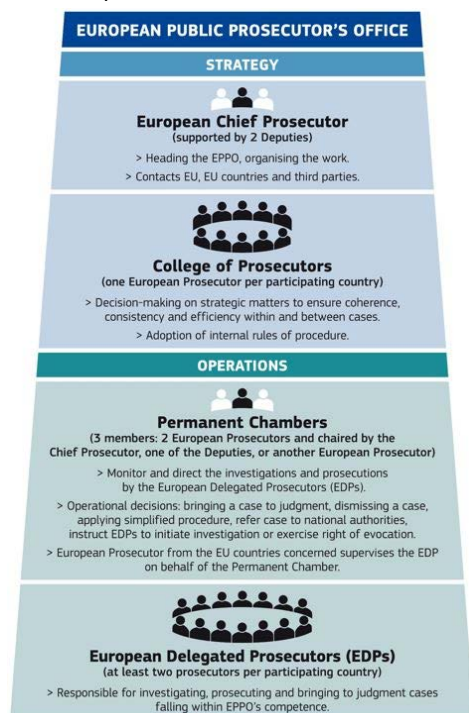 EUROPEAN PUBLIC PROSECUTOR'S OFFICE
STRATEGY
European Chief Prosecutor
(supported by 2 Deputies)
> Heading the EPPO, organising the work.
> Contacts EU, EU countries and third parties.
College of Prosecutors
(one European Prosecutor per participating country)
> Decision-making on strategic matters to ensure coherence,
consistency and efficiency within and between cases.
> Adoption of internal rules of procedure.
OPERATIONS
Permanent Chambers
(3 members: 2 European Prosecutors and chaired by the
Chief Prosecutor, one of the Deputies, or another European Prosecutor)
> Monitor and direct the investigations and prosecutions
by the European Delegated Prosecutors (EDPs).
> Operational decisions: bringing a case to judgment, dismissing a case,
applying simplified procedure, refer case to national authorities,
instruct EDPs to initiate investigation or exercise right of evocation.
> European Prosecutor from the EU countries concerned supervises the EDP
on behalf of the Permanent Chamber.
European Delegated Prosecutors (EDPs)
(at least two prosecutors per participating country)
> Responsible for investigating, prosecuting and bringing to judgment cases
falling within EPPO's competence.